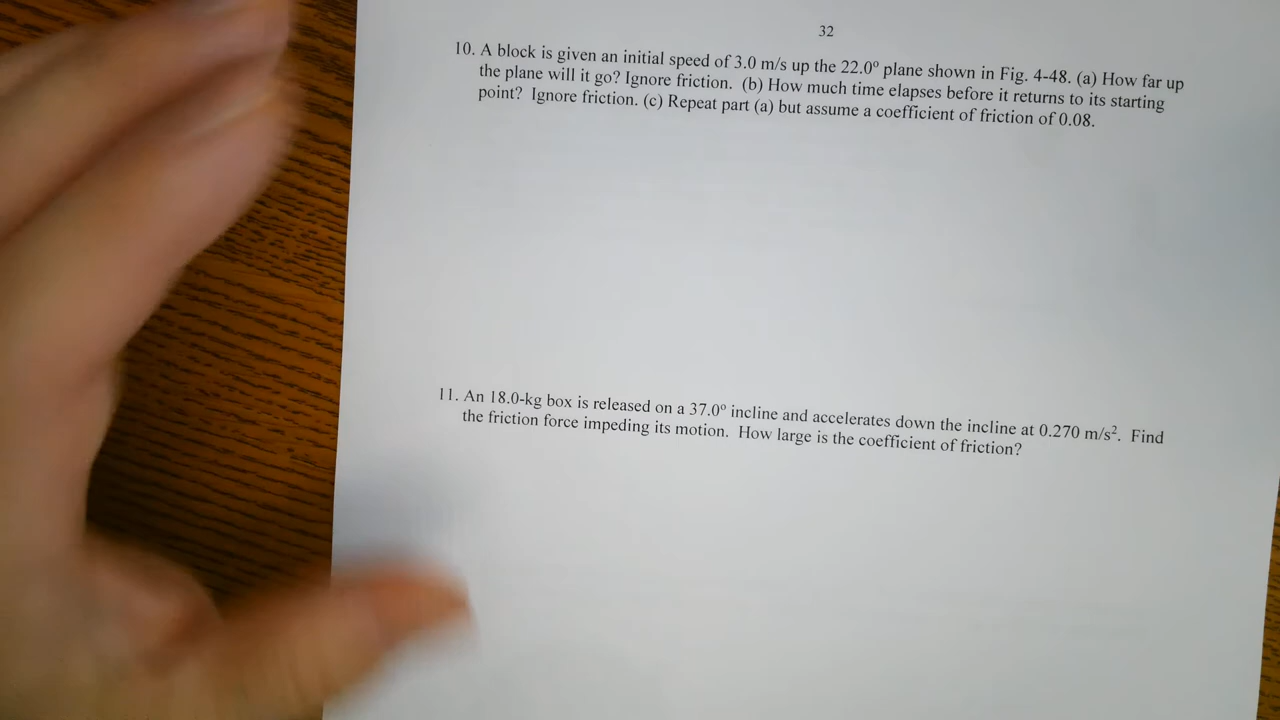 32
10. A block is given an initial speed of 3.0 m/s up the 22.0º plane shown in Fig. 4-48. (a) How far up
the plane will it go? Ignore friction. (b) How much time elapses before it returns to its starting
point? Ignore friction. (c) Repeat part (a) but assume a coefficient of friction of 0.08.
11. An 18.0-kg box is released on a 37.0º incline and accelerates down the incline at 0.270 m/s². Find
the friction force impeding its motion. How large is the coefficient of friction?